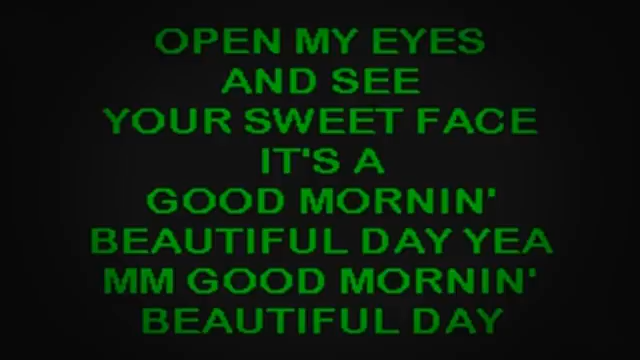 OPEN MY EYES
AND SEE
YOUR SWEET FACE
IT'S A
GOOD MORNIN'
BEAUTIFUL DAY YEA
MM GOOD MORNIN'
BEAUTIFUL DAY